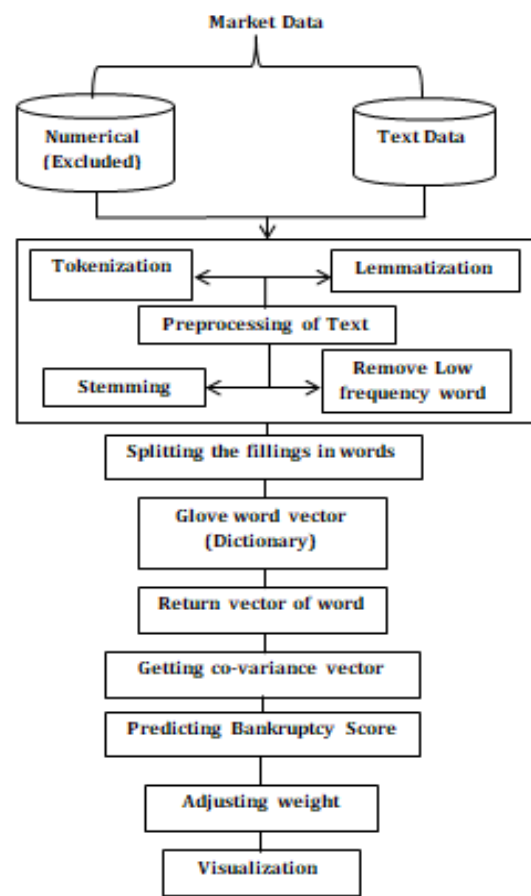 Market Data
Numerical
(Excluded)
Text Data
Tokenization
Lemmatization
Preprocessing of Text
Stemming
Remove Low
frequency word
Splitting the fillings in words
Glove word vector
(Dictionary)
Return vector of word
Getting co-variance vector
Predicting Bankruptcy Score
Adjusting weight
Visualization